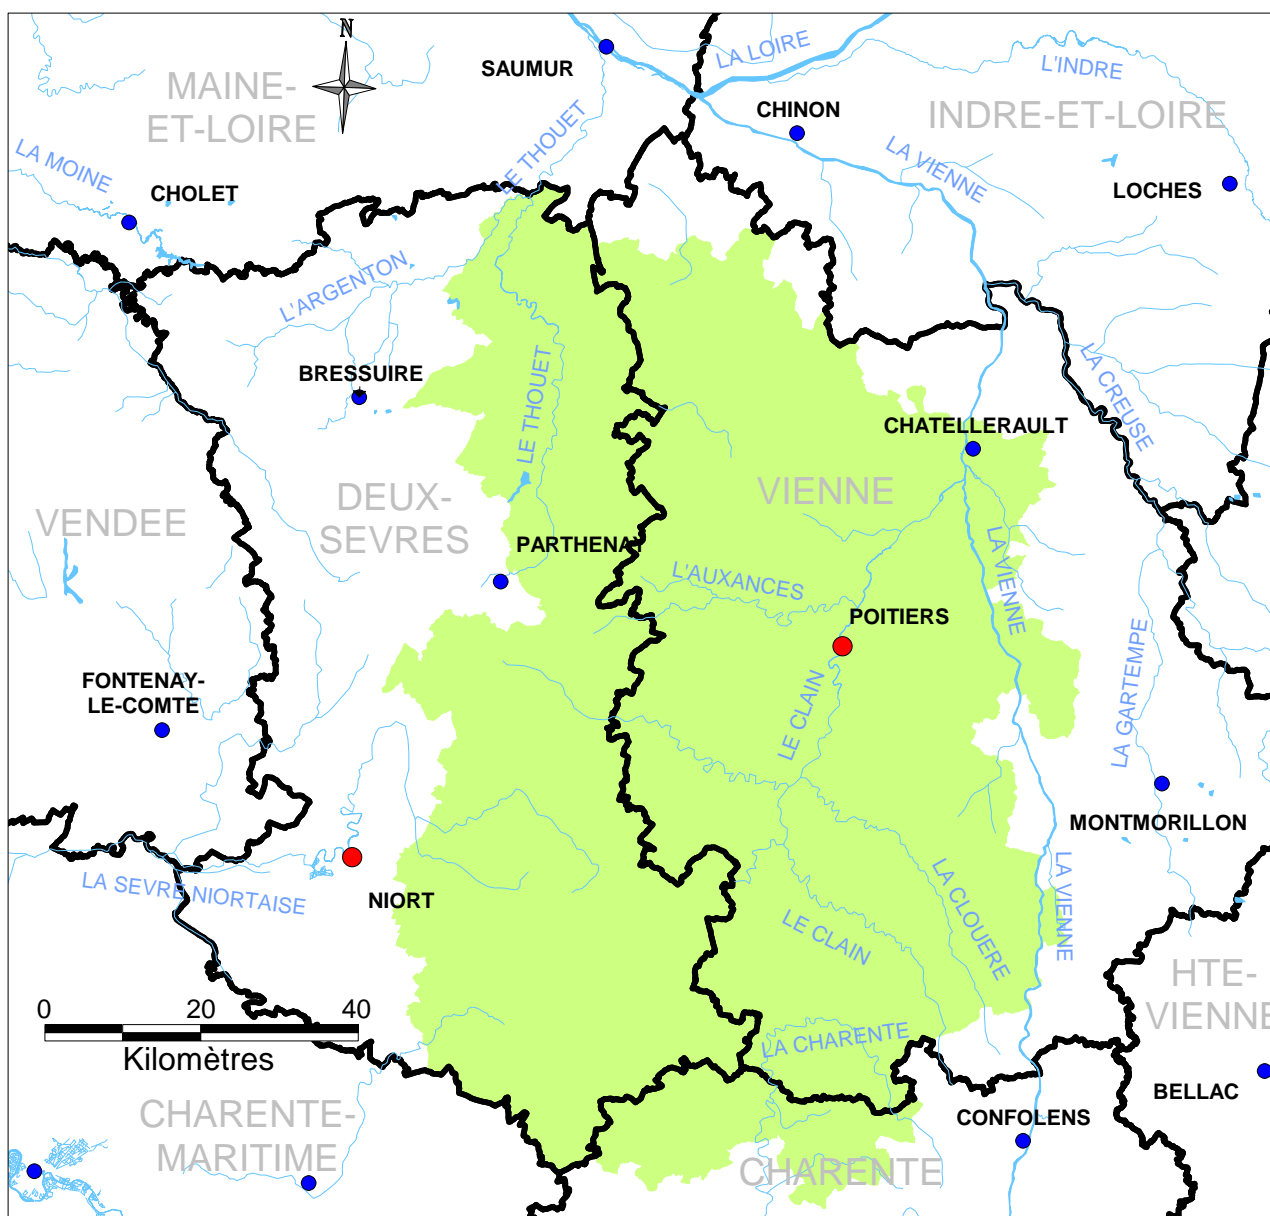 N
LA LOIRE
SAUMUR
L'INDRE
MAINE-
ET-LOIRE
CHINON
INDRE-ET-LOIRE
LE THOUET
LA VIENNE
LA MOINE
CHOLET
LOCHES
L'ARGENTON
BRESSUIRE
LE THOUET
LA CREUSE
CHATELLERAULT
VIENNE
DEUX-
SEVRES
VENDEE
PARTHENAY
LA VIENNE
L'AUXANCES
POITIERS
LA GARTEMPE
FONTENAY-
LE-COMTE
LE CLAIN
MONTMORILLON
LA SEVRE NIORTAISE
NIORT
LA CLOUERE
LA VIENNE
LE CLAIN
HTE-
VIENNE
0 20 40
Kilomètres
LA CHARENTE
BELLAC
CHARENTE-
MARITIME
CONFOLENS
CHARENTE